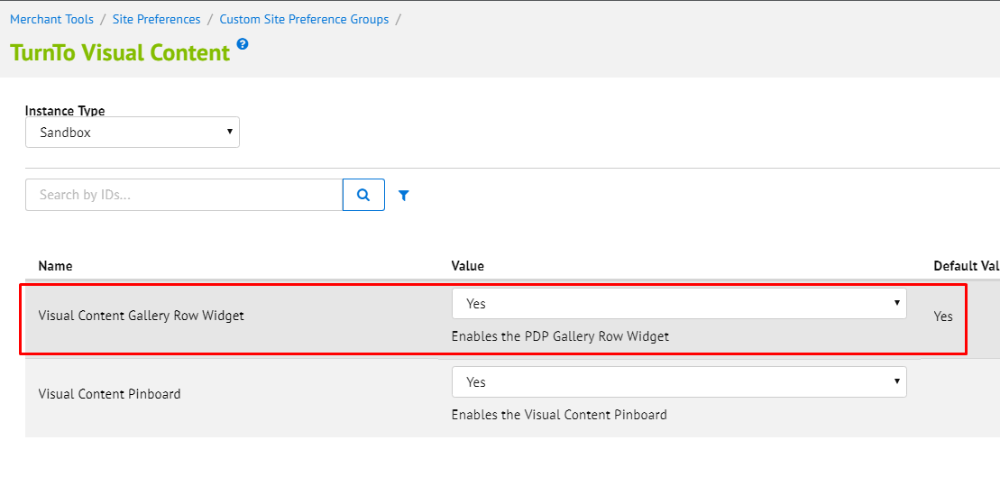 Merchant Tools / Site Preferences / Custom Site Preference Groups /
TurnTo Visual Content ?
Instance Type
Sandbox
Search by IDs...
Name Value Default Val
Visual Content Gallery Row Widget Yes Yes
Enables the PDP Gallery Row Widget
Visual Content Pinboard Yes
Enables the Visual Content Pinboard